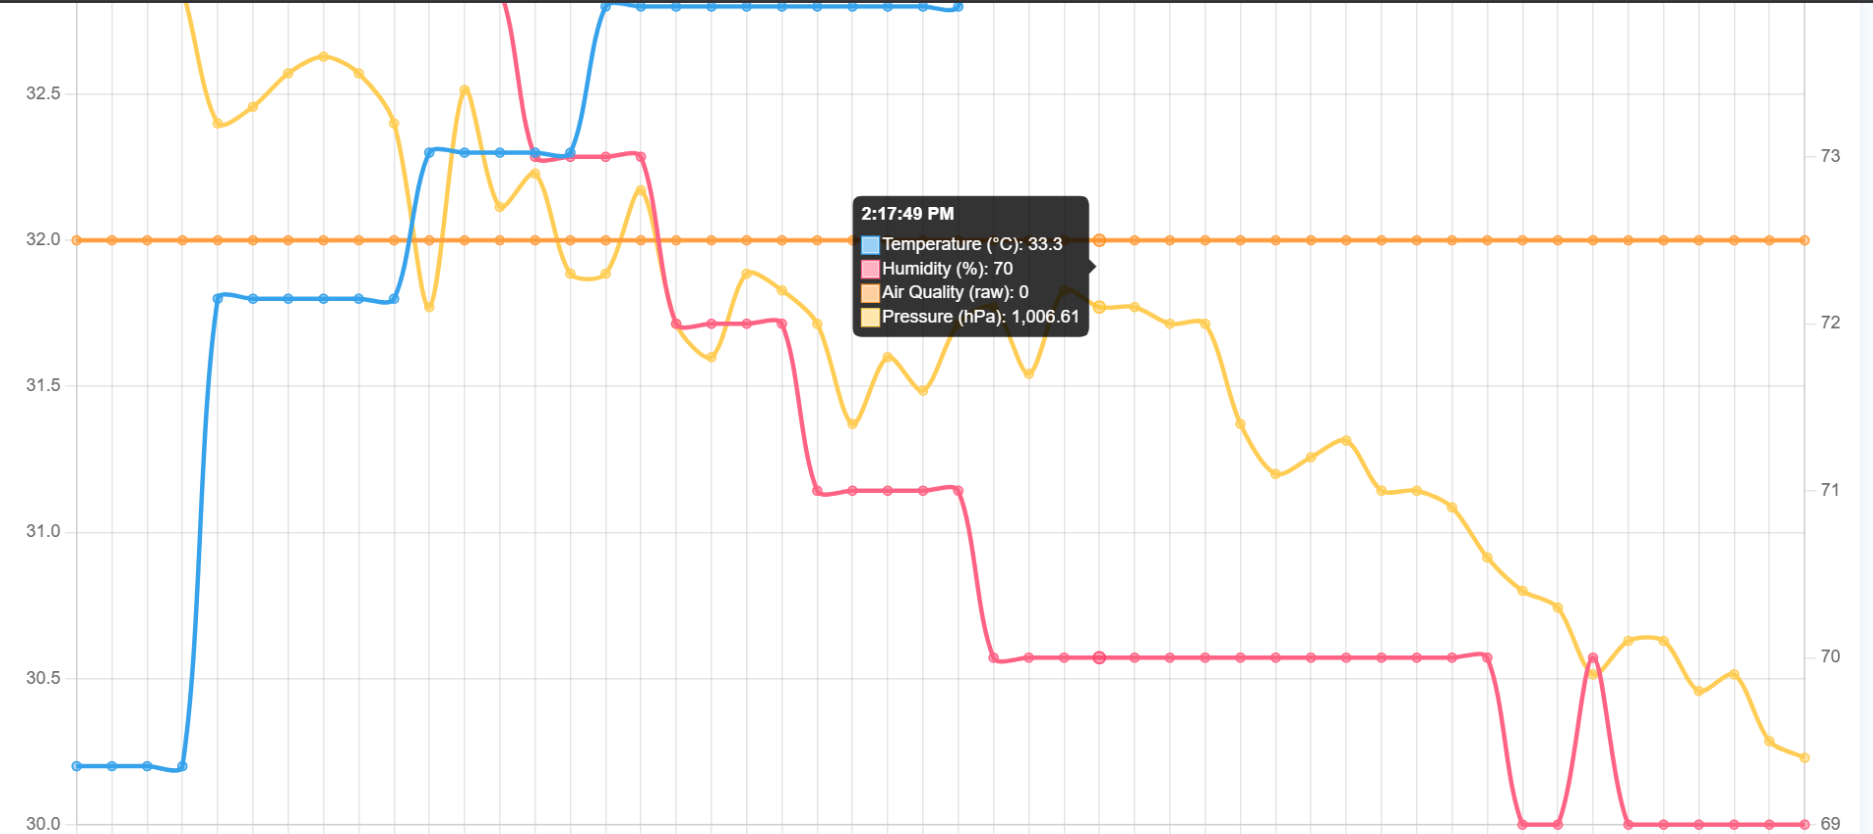 32.5
32.0
31.5
31.0
30.5
30.0
2:17:49 PM
Temperature (°C): 33.3
Humidity (%): 70
Air Quality (raw): 0
Pressure (hPa): 1,006.61
73
72
71
70
69